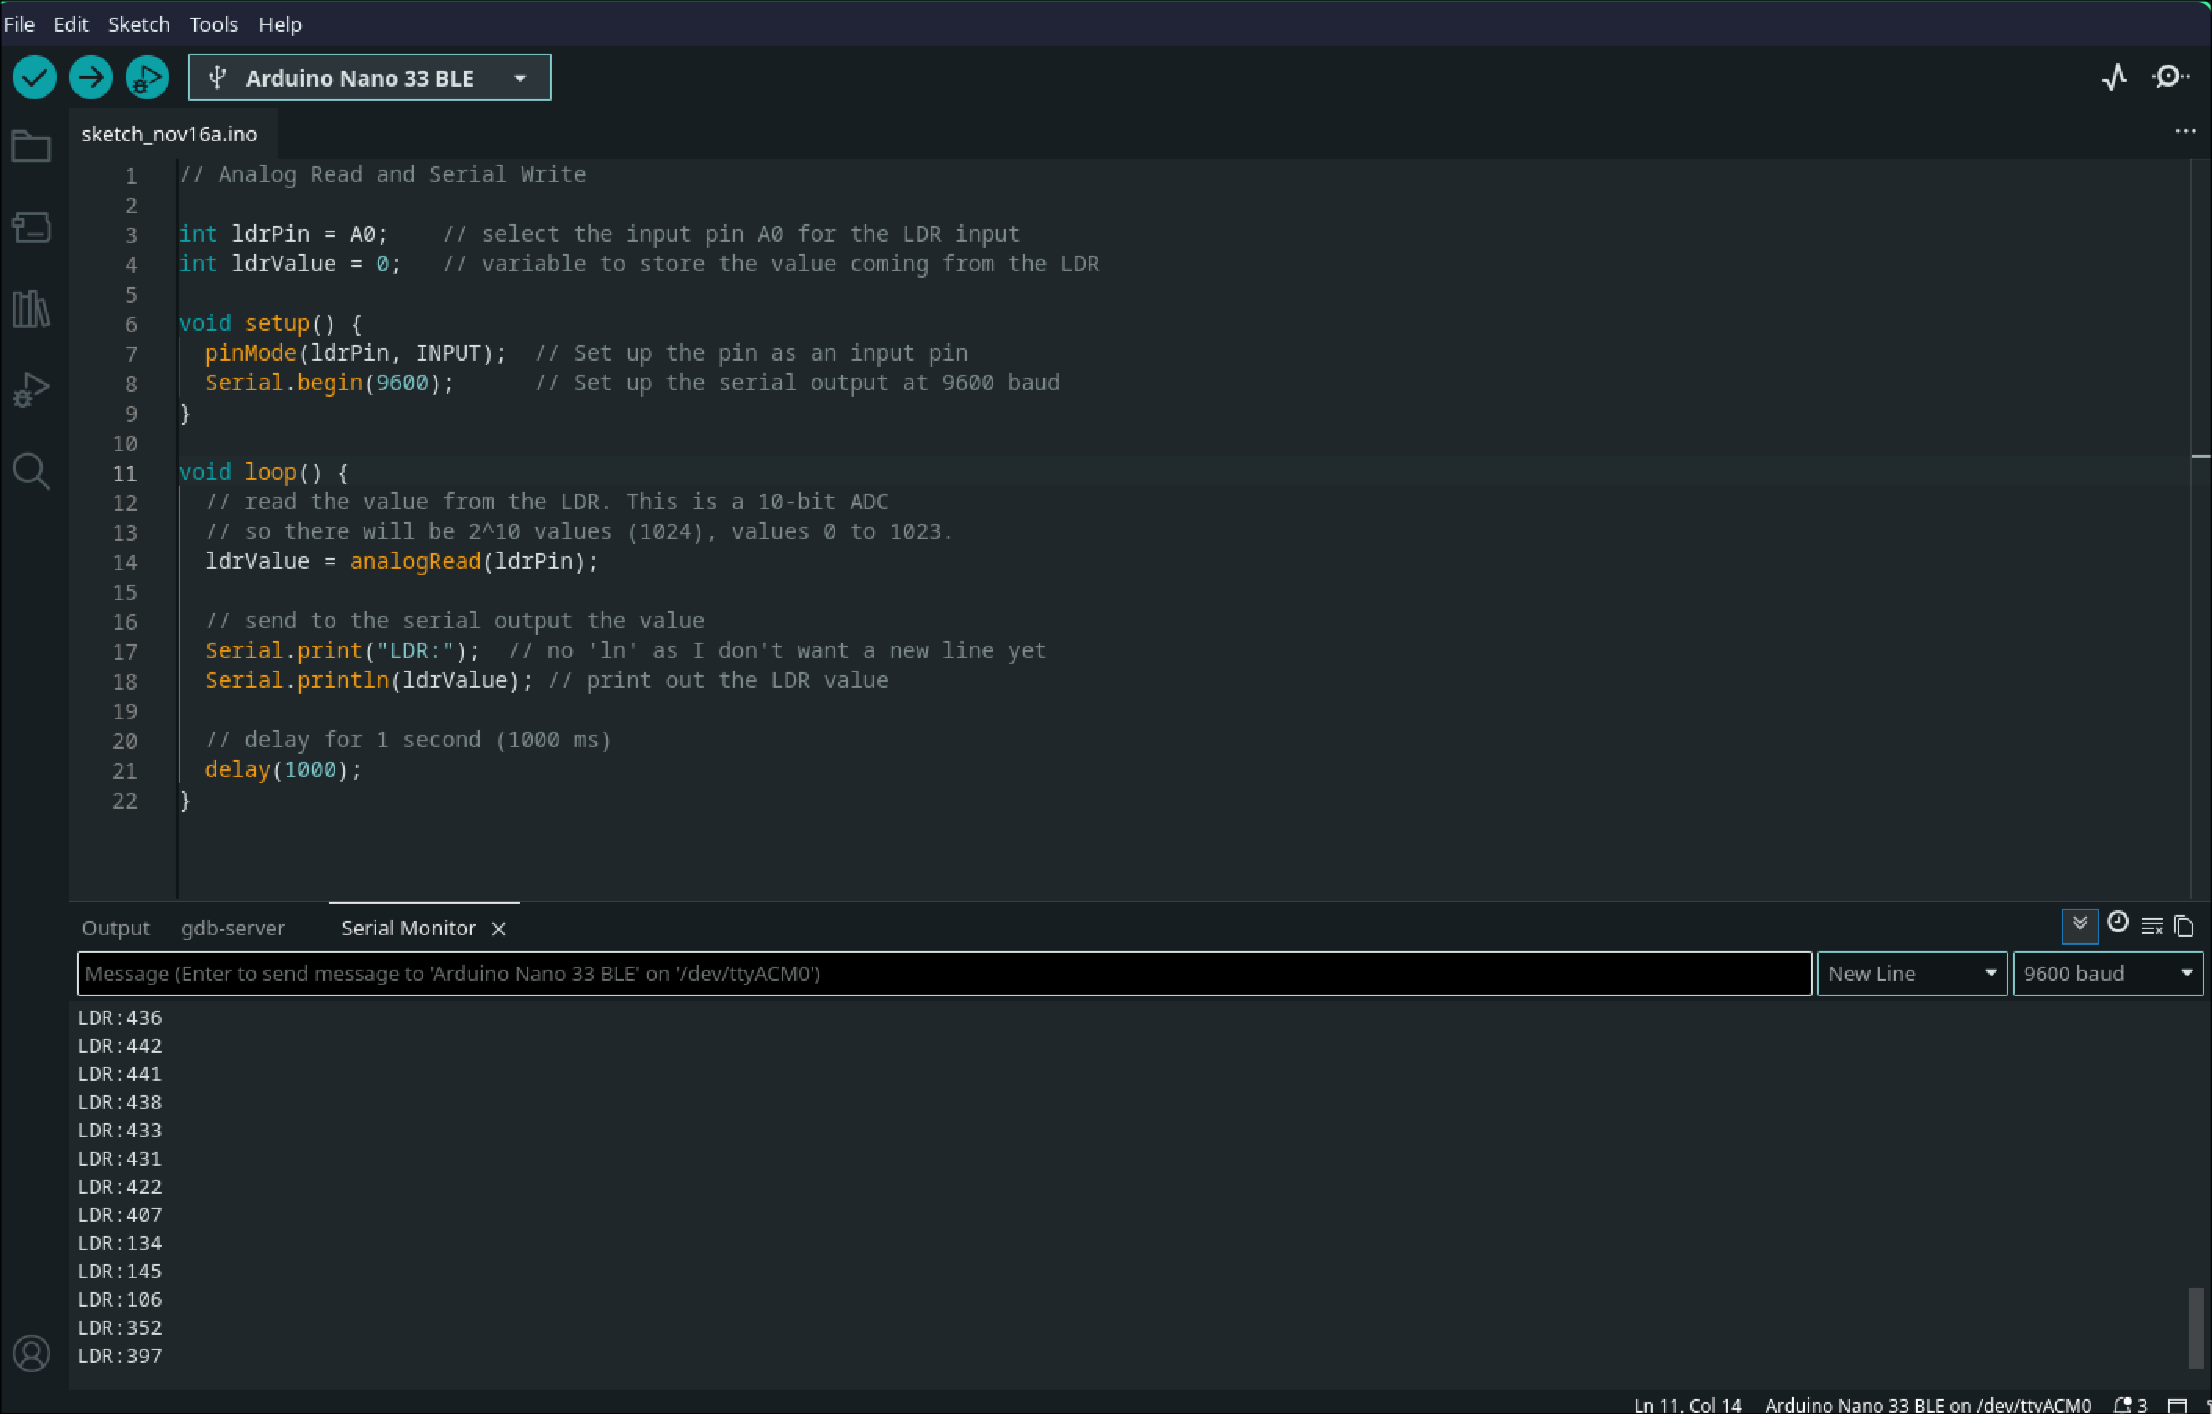 File Edit Sketch Tools Help
Arduino Nano 33 BLE
sketch_nov16a.ino
1 // Analog Read and Serial Write
2
3 int ldrPin = A0;    // select the input pin A0 for the LDR input
4 int ldrValue = 0;   // variable to store the value coming from the LDR
5
6 void setup() {
7   pinMode(ldrPin, INPUT);  // Set up the pin as an input pin
8   Serial.begin(9600);      // Set up the serial output at 9600 baud
9 }
10
11 void loop() {
12   // read the value from the LDR. This is a 10-bit ADC
13   // so there will be 2^10 values (1024), values 0 to 1023.
14   ldrValue = analogRead(ldrPin);
15
16   // send to the serial output the value
17   Serial.print("LDR:");  // no 'ln' as I don't want a new line yet
18   Serial.println(ldrValue); // print out the LDR value
19
20   // delay for 1 second (1000 ms)
21   delay(1000);
22 }
Output gdb-server Serial Monitor
Message (Enter to send message to 'Arduino Nano 33 BLE' on '/dev/ttyACM0') New Line 9600 baud
LDR:436
LDR:442
LDR:441
LDR:438
LDR:433
LDR:431
LDR:422
LDR:407
LDR:134
LDR:145
LDR:106
LDR:352
LDR:397
Ln 11, Col 14 Arduino Nano 33 BLE on /dev/ttyACM0 3